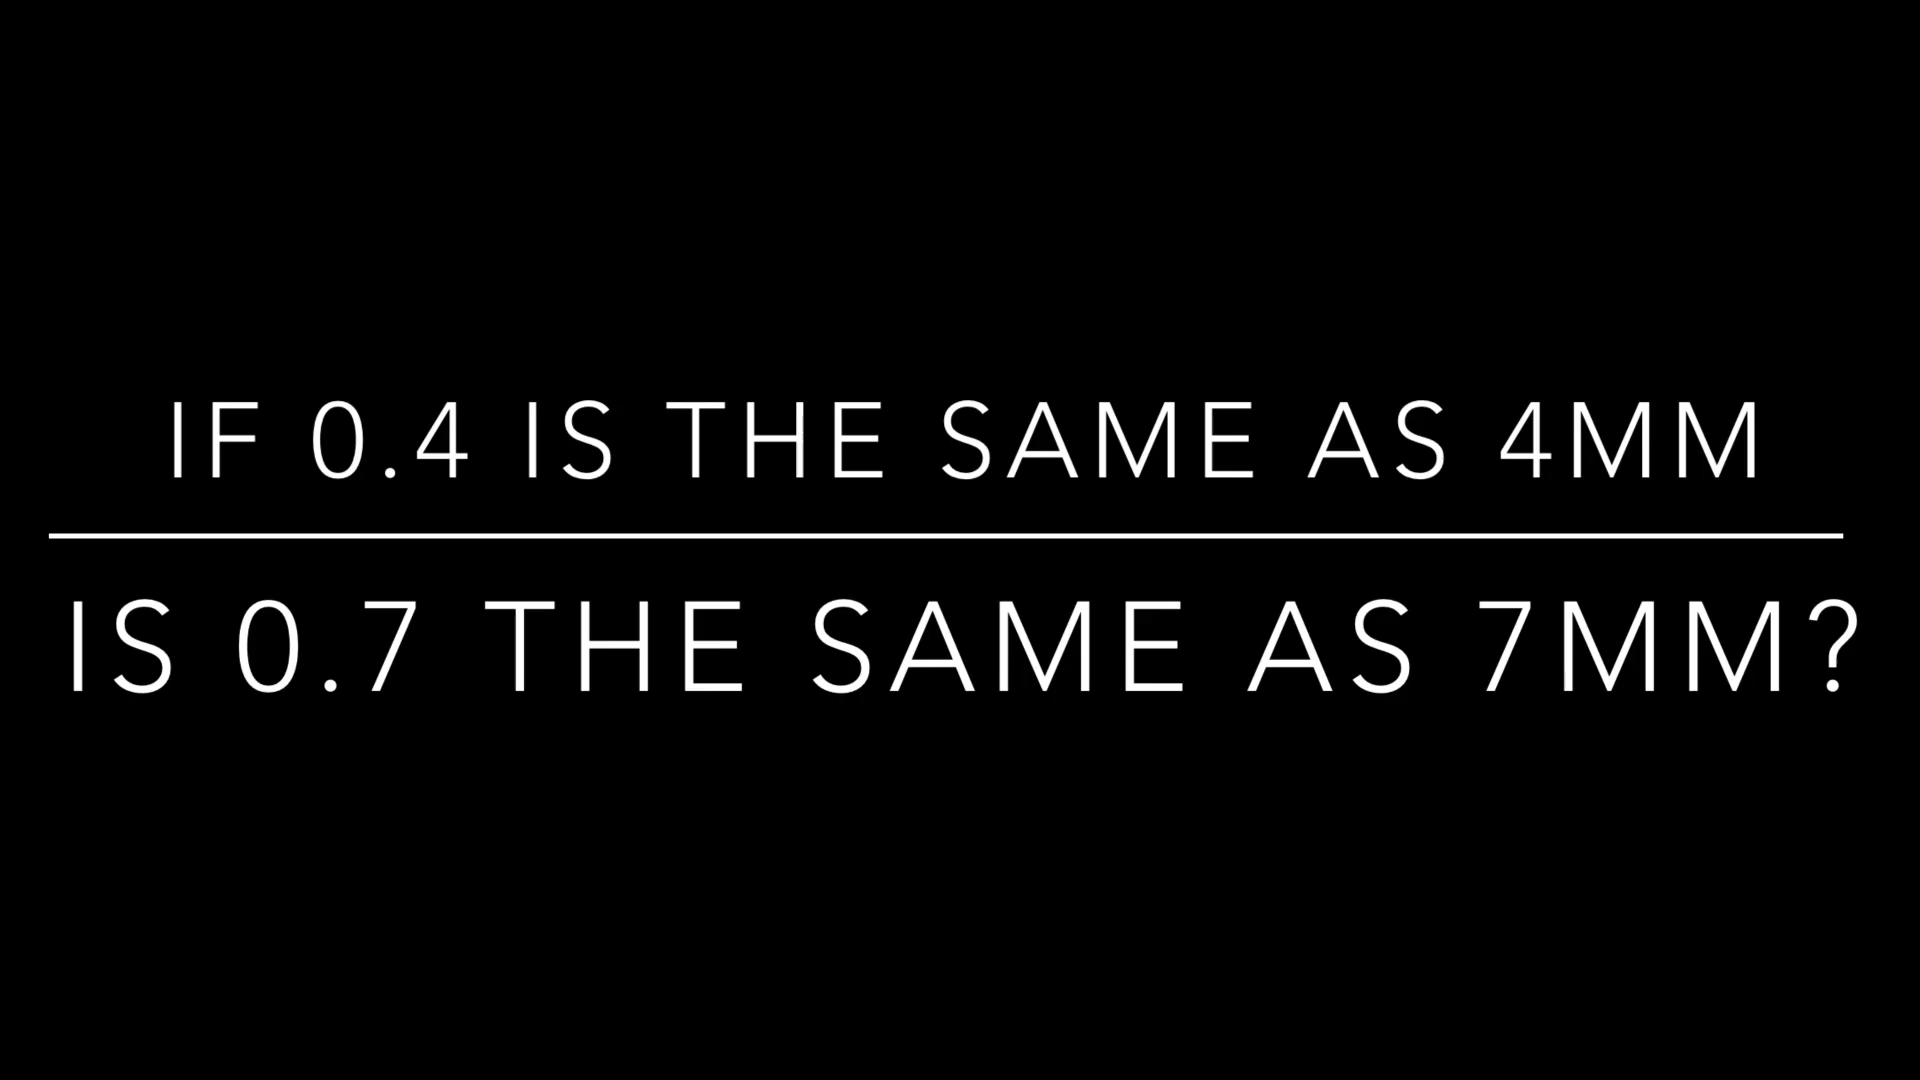 IF 0.4 IS THE SAME AS 4MM
IS 0.7 THE SAME AS 7MM?